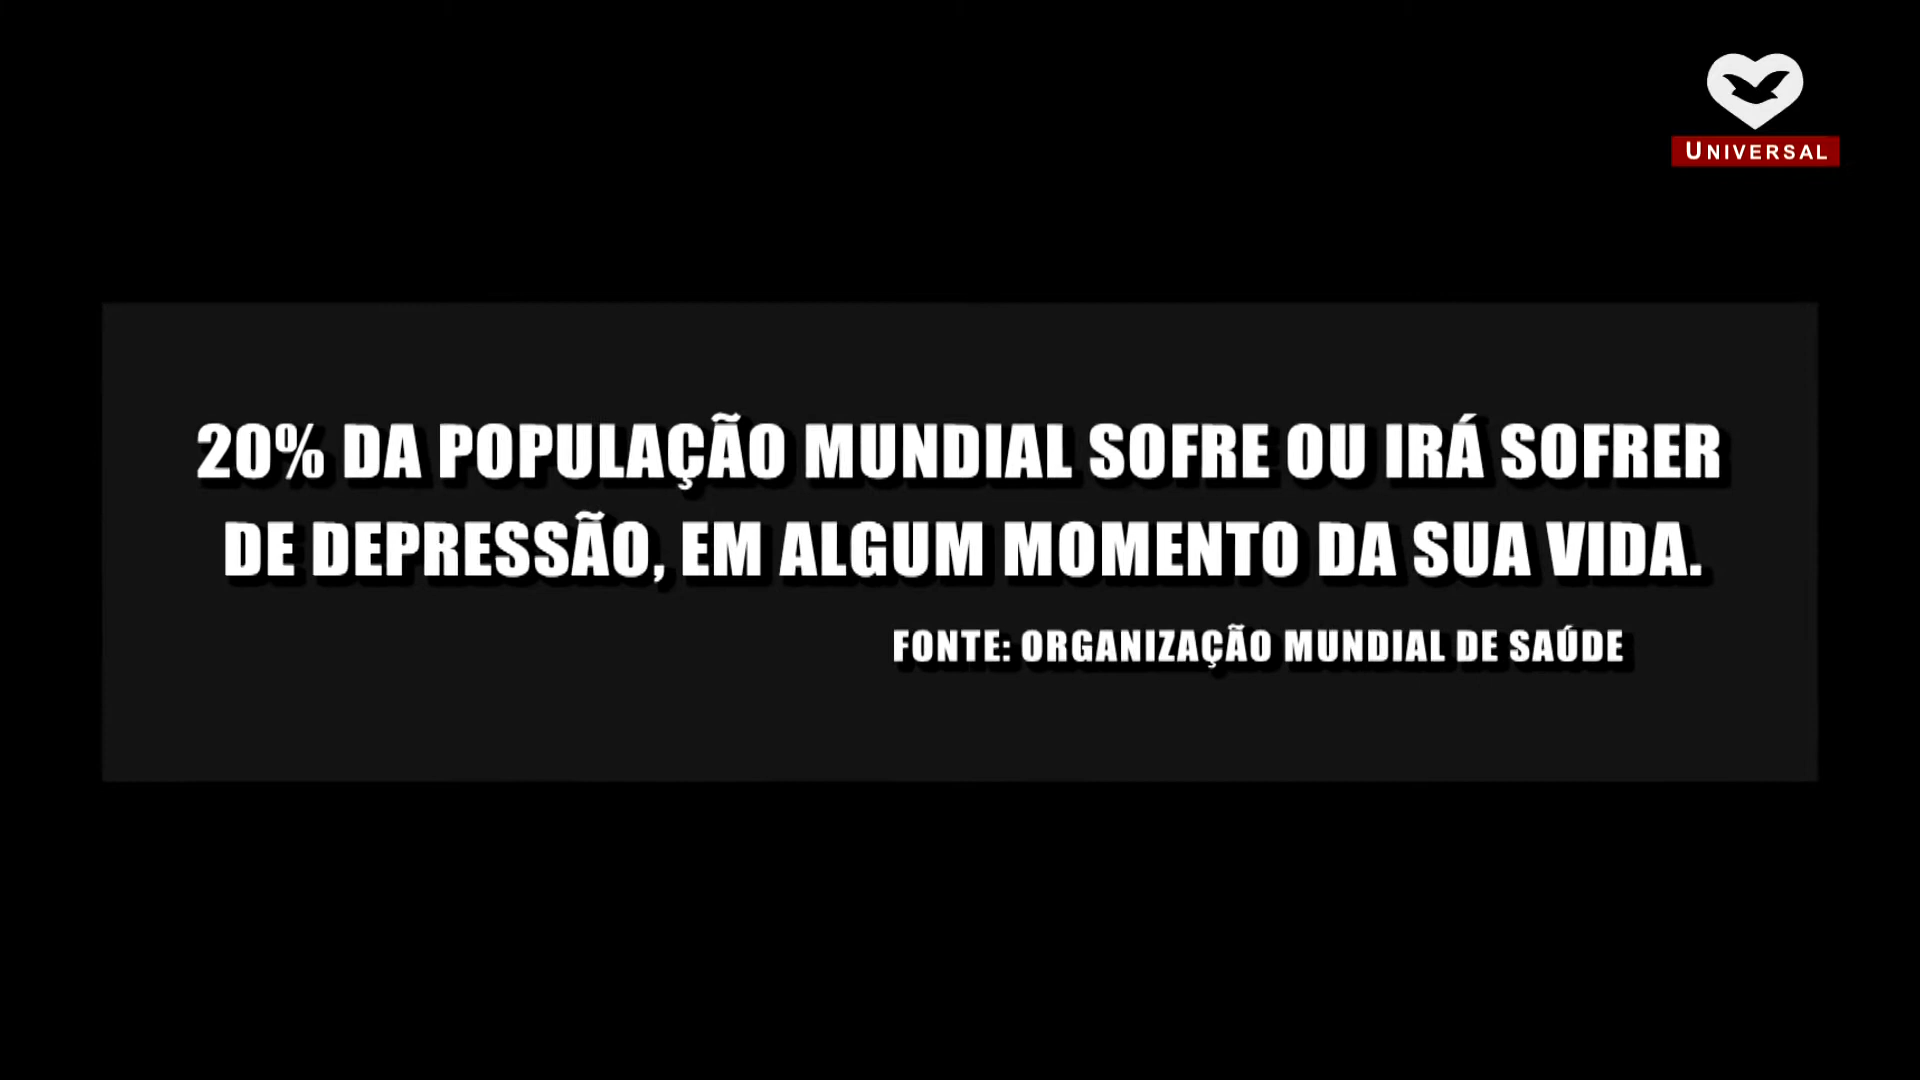 UNIVERSAL
20% DA POPULAÇÃO MUNDIAL SOFRE OU IRÁ SOFRER
DE DEPRESSÃO, EM ALGUM MOMENTO DA SUA VIDA.
FONTE: ORGANIZAÇÃO MUNDIAL DE SAÚDE